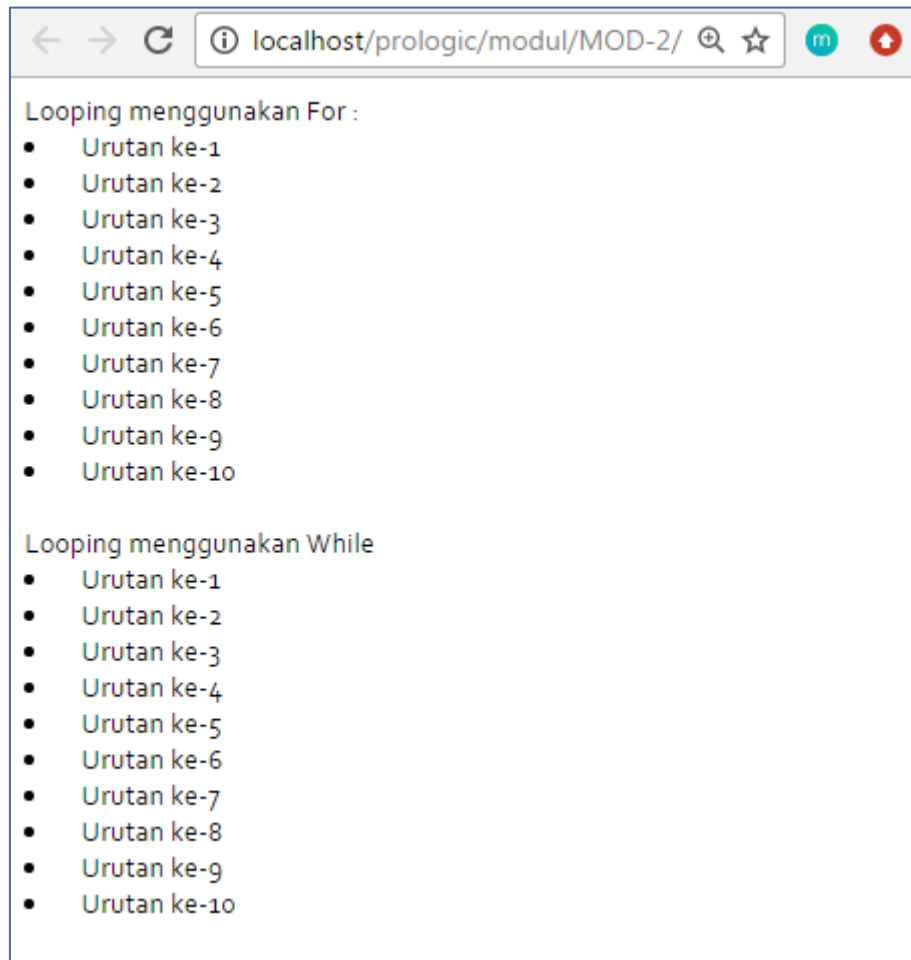 localhost/prologic/modul/MOD-2/
m
Looping menggunakan For :
• Urutan ke-1
• Urutan ke-2
• Urutan ke-3
• Urutan ke-4
• Urutan ke-5
• Urutan ke-6
• Urutan ke-7
• Urutan ke-8
• Urutan ke-9
• Urutan ke-10
Looping menggunakan While
• Urutan ke-1
• Urutan ke-2
• Urutan ke-3
• Urutan ke-4
• Urutan ke-5
• Urutan ke-6
• Urutan ke-7
• Urutan ke-8
• Urutan ke-9
• Urutan ke-10